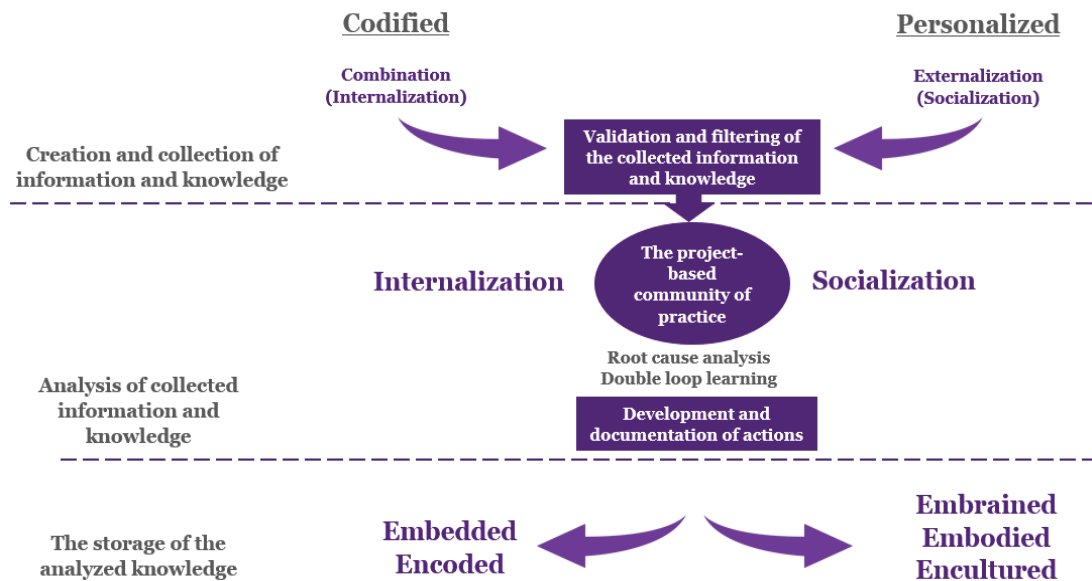 Codified
Personalized
Combination
(Internalization)
Externalization
(Socialization)
Validation and filtering of
the collected information
and knowledge
Creation and collection of
information and knowledge
The project-
based
community of
practice
Internalization
Socialization
Root cause analysis
Double loop learning
Analysis of collected
information and
knowledge
Development and
documentation of actions
The storage of the
analyzed knowledge
Embedded
Encoded
Embrained
Embodied
Encultured